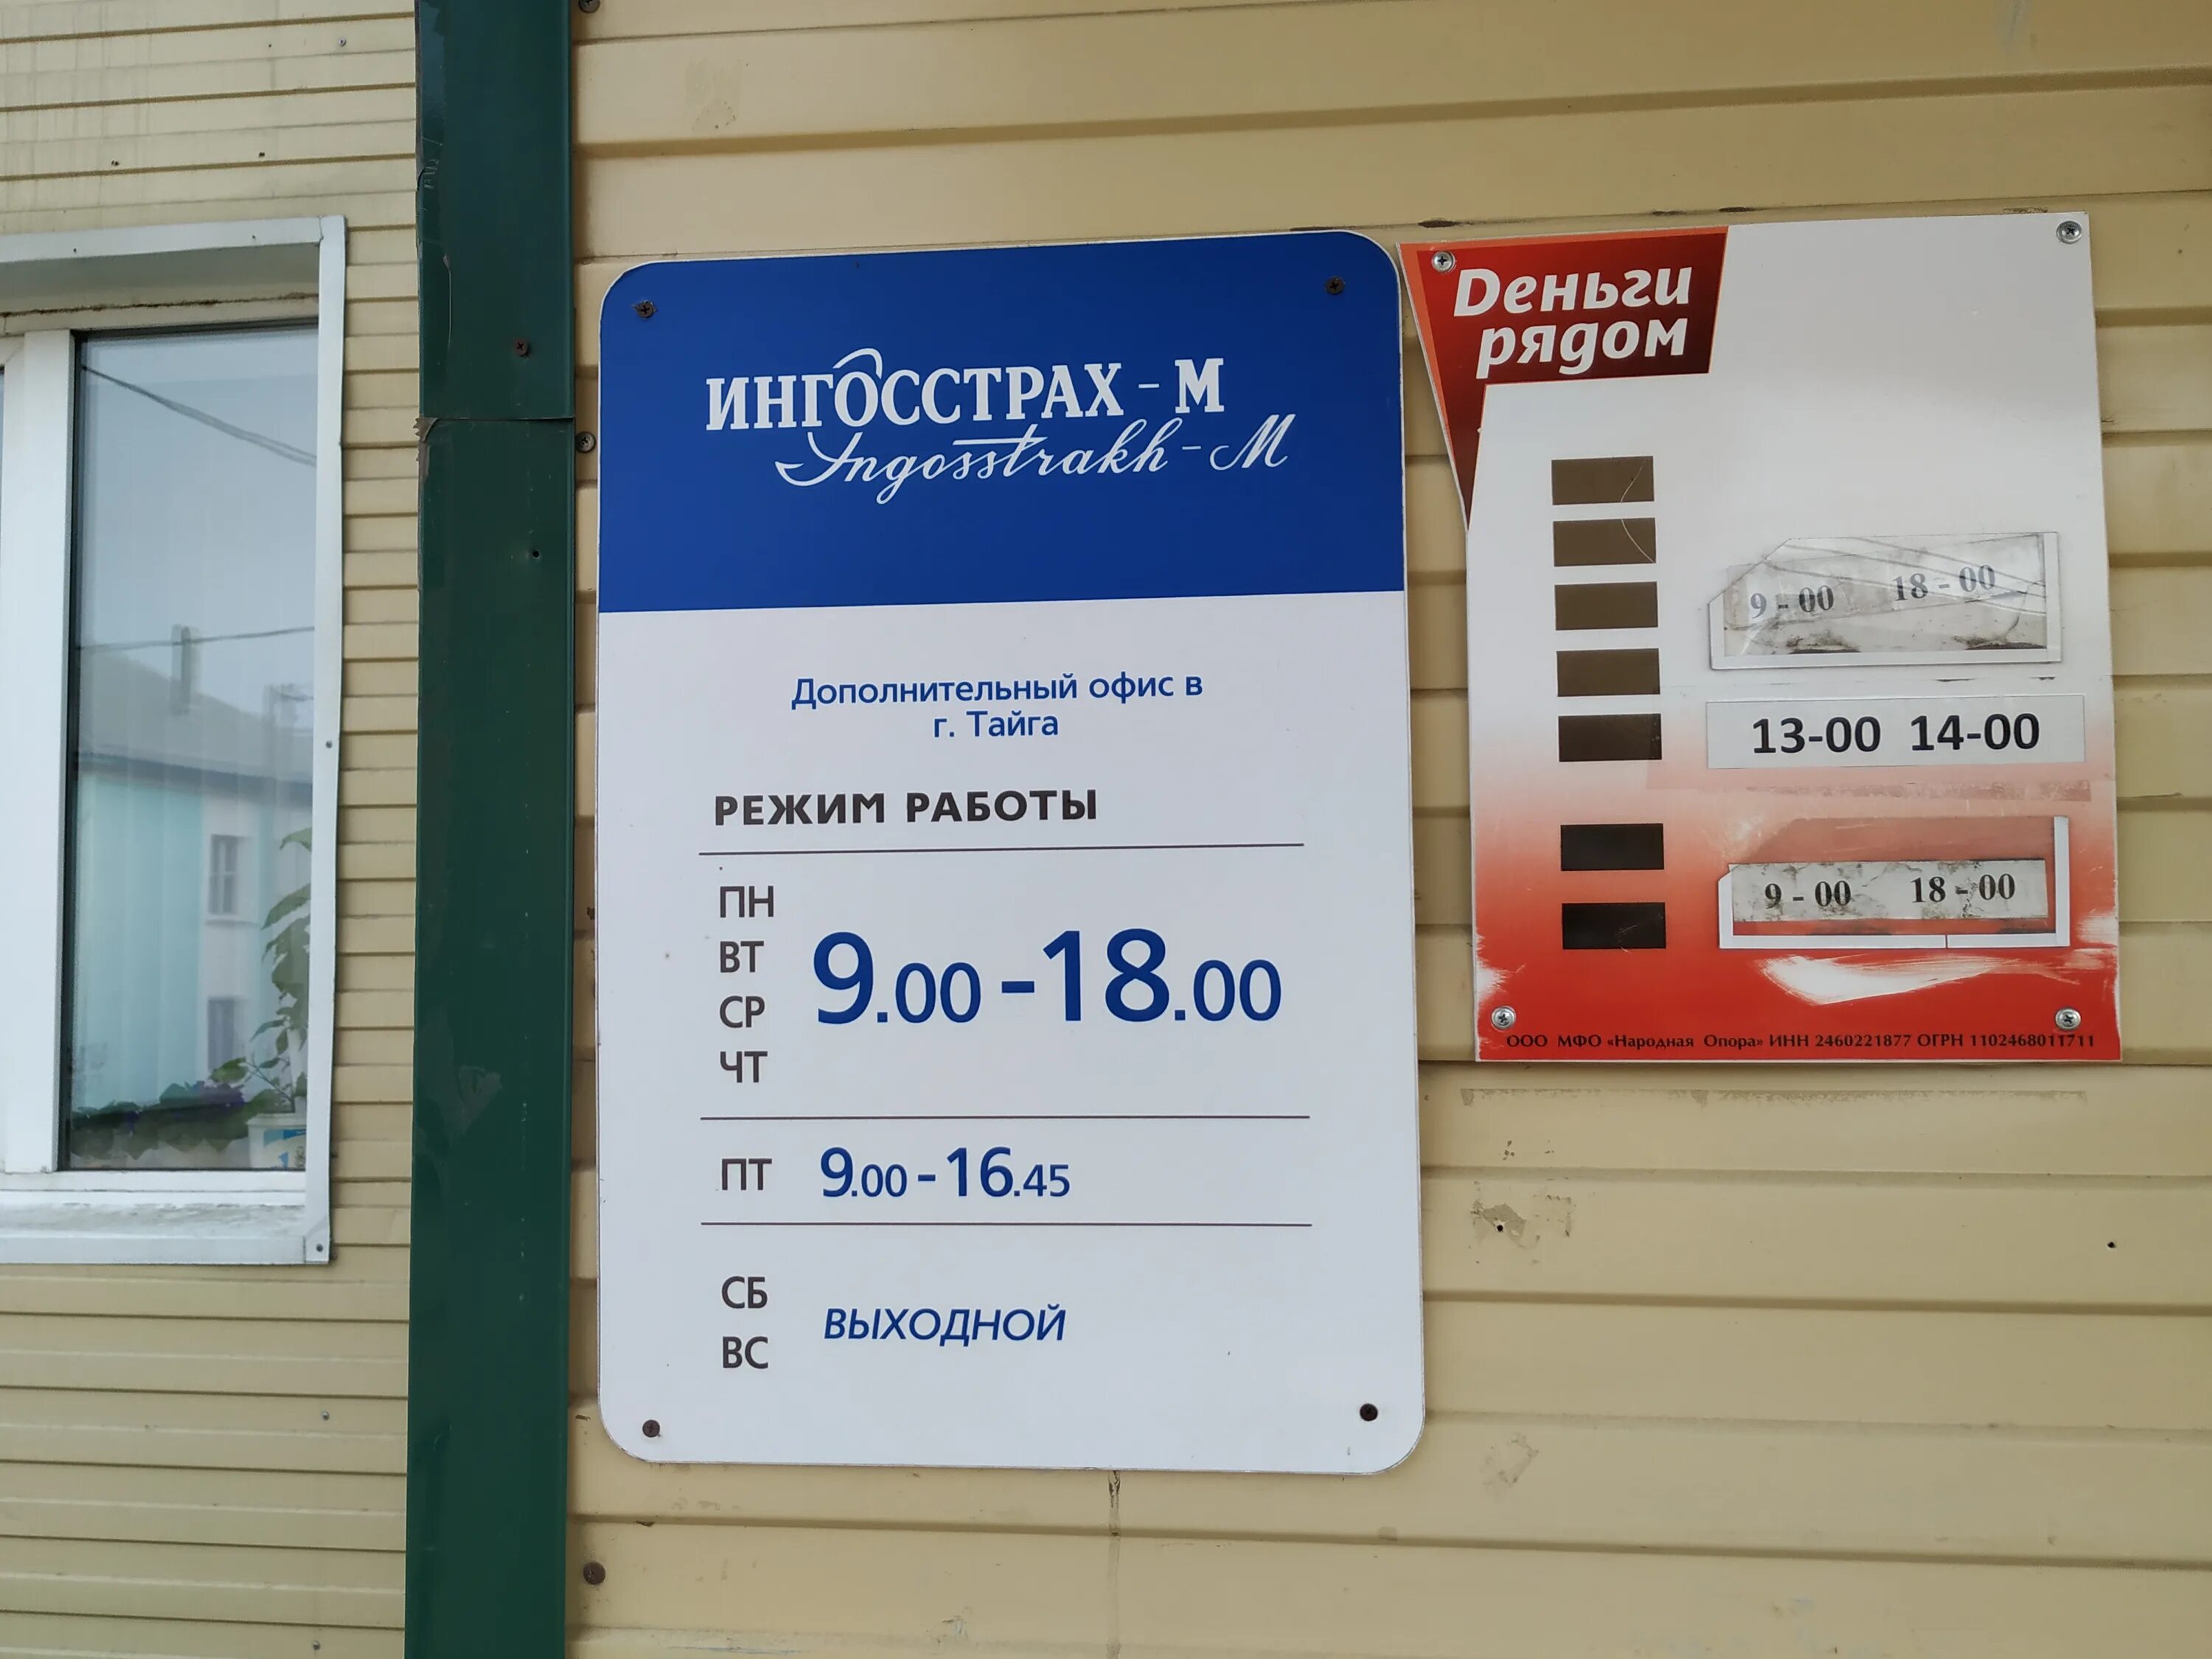 ИНГОССТРАХ - М
Ingosstrakh - M
Дополнительный офис в
г. Тайга
РЕЖИМ РАБОТЫ
ПН
ВТ
СР
ЧТ
9.00 - 18.00
ПТ 9.00 - 16.45
СБ
ВС
ВЫХОДНОЙ
Деньги
рядом
9 - 00 18 - 00
13-00 14-00
9 - 00 18 - 00
ООО МФО «Народная Опора» ИНН 2460221877 ОГРН 1102468011711